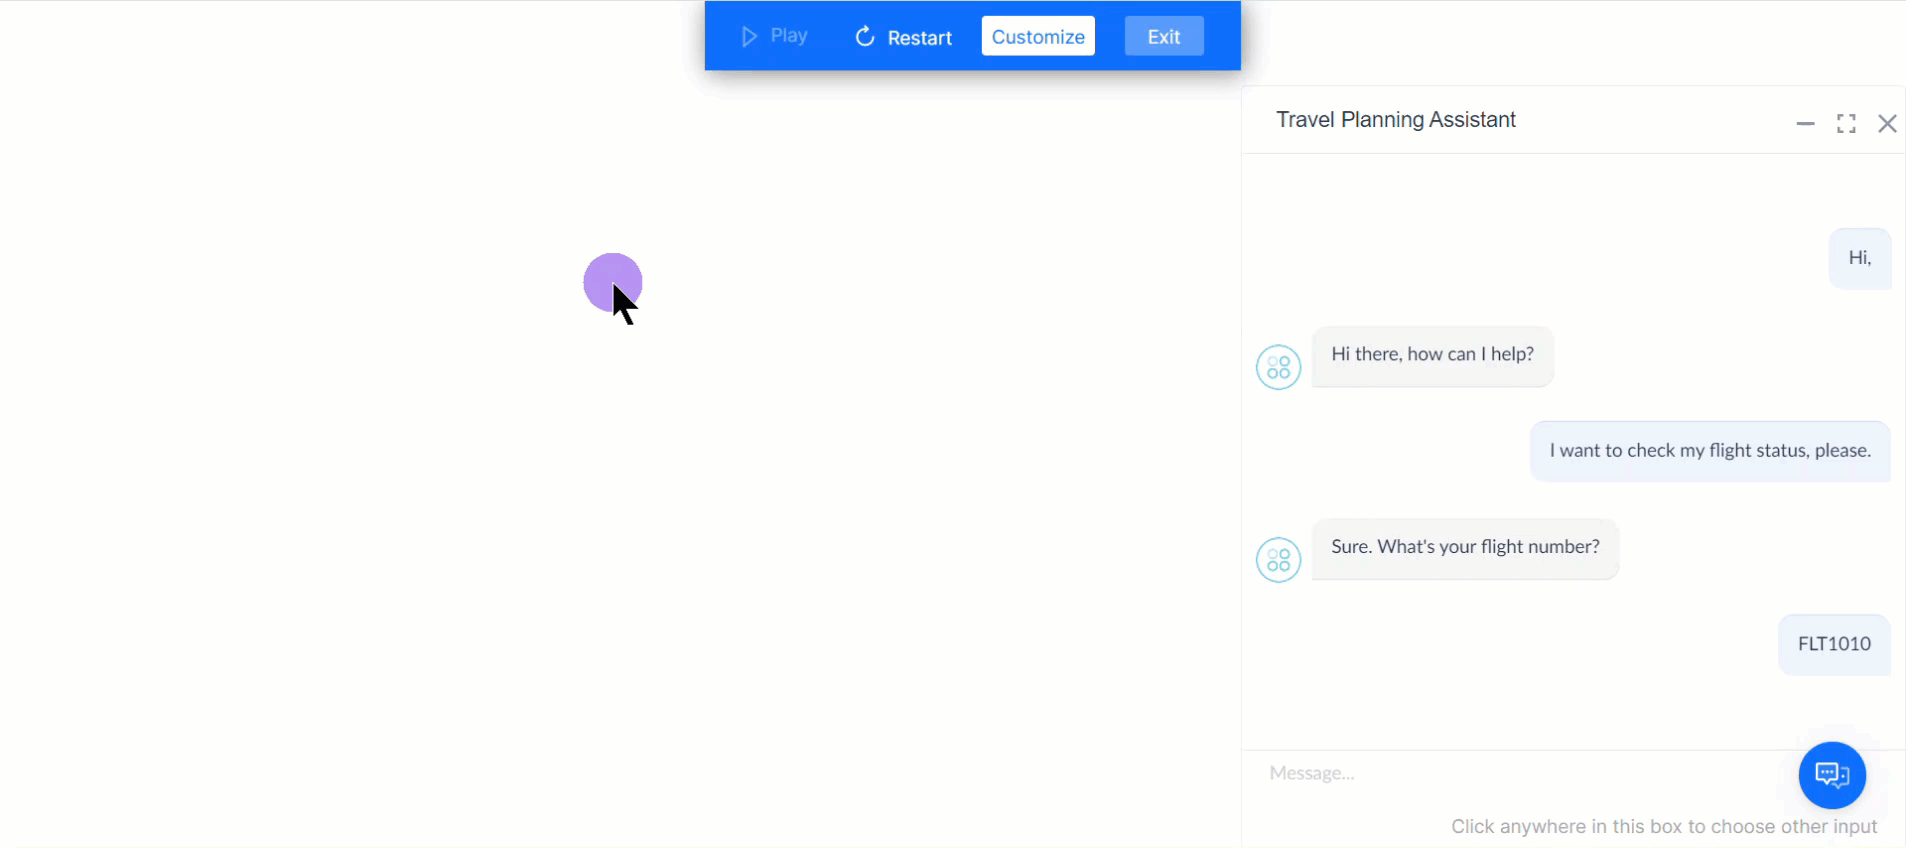 Play
Restart
Customize
Exit
Travel Planning Assistant
Hi,
Hi there, how can I help?
I want to check my flight status, please.
Sure. What's your flight number?
FLT1010
Message...
Click anywhere in this box to choose other input